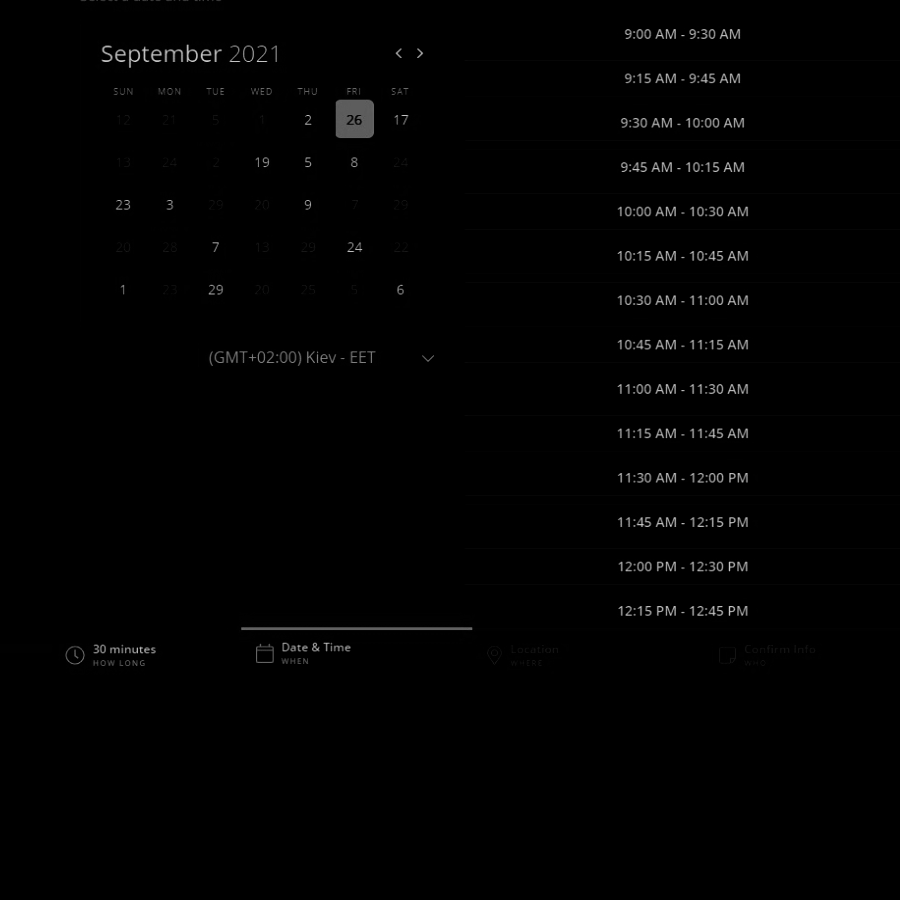 September 2021
SUN MON TUE WED THU FRI SAT
12 21 5 1 2 26 17
13 24 2 19 5 8 24
23 3 29 20 9 7 29
20 28 7 13 29 24 22
1 23 29 20 25 5 6
(GMT+02:00) Kiev - EET
9:00 AM - 9:30 AM
9:15 AM - 9:45 AM
9:30 AM - 10:00 AM
9:45 AM - 10:15 AM
10:00 AM - 10:30 AM
10:15 AM - 10:45 AM
10:30 AM - 11:00 AM
10:45 AM - 11:15 AM
11:00 AM - 11:30 AM
11:15 AM - 11:45 AM
11:30 AM - 12:00 PM
11:45 AM - 12:15 PM
12:00 PM - 12:30 PM
12:15 PM - 12:45 PM
30 minutes
HOW LONG
Date & Time
WHEN
Location
WHERE
Confirm Info
WHO